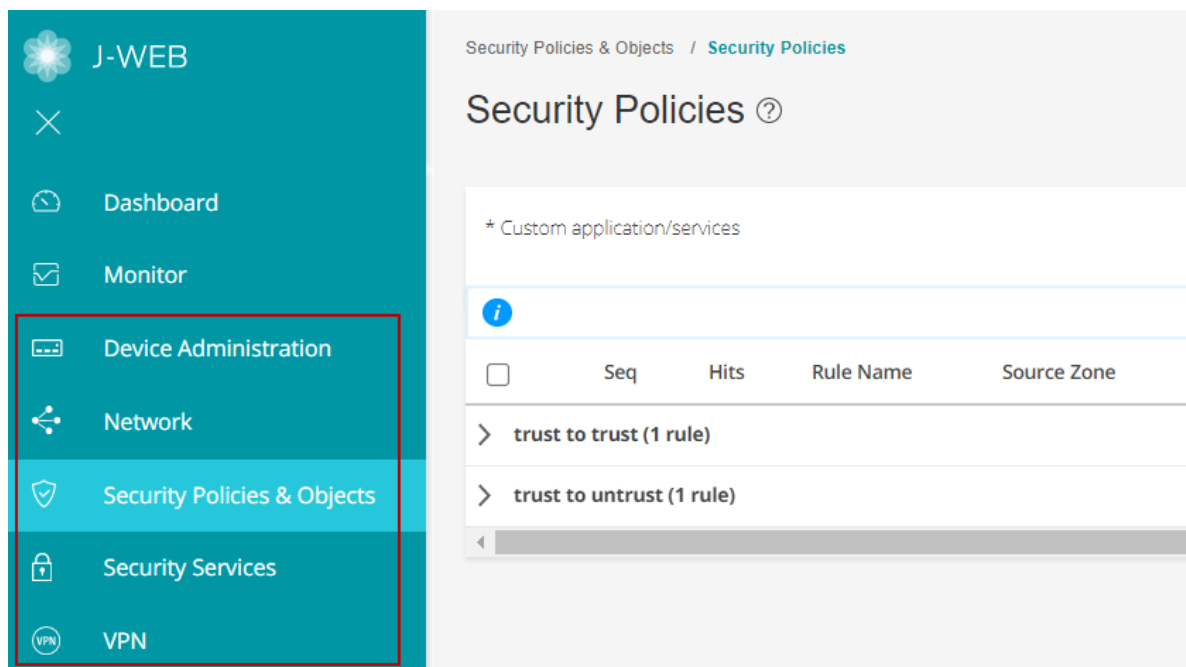 J-WEB
Dashboard
Monitor
Device Administration
Network
Security Policies & Objects
Security Services
VPN
VPN
Security Policies & Objects / Security Policies
Security Policies ?
* Custom application/services
i
Seq Hits Rule Name Source Zone
trust to trust (1 rule)
trust to untrust (1 rule)